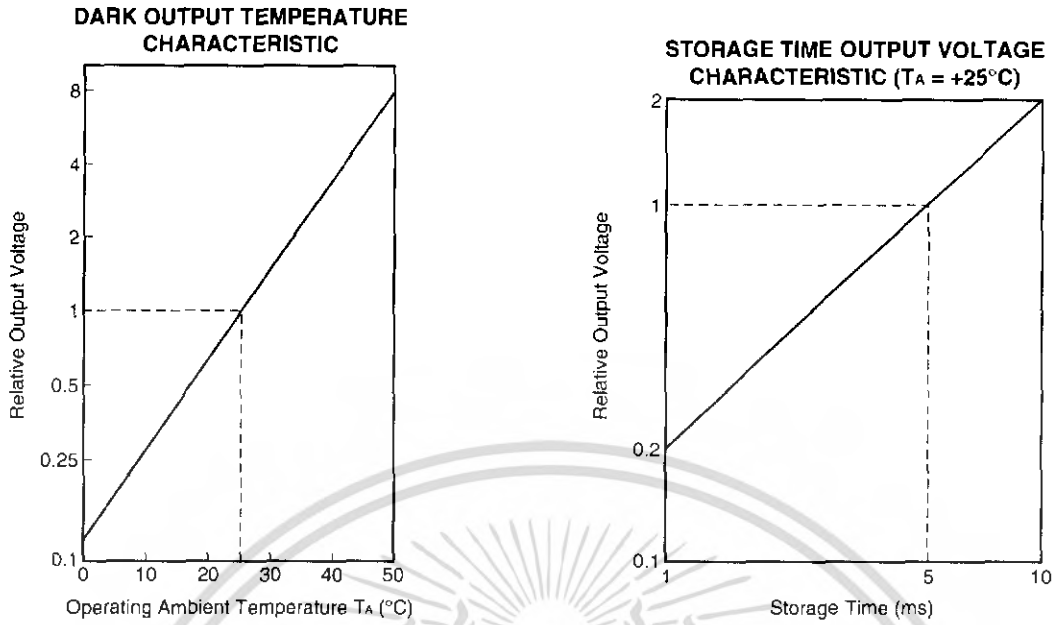 DARK OUTPUT TEMPERATURE
CHARACTERISTIC
8
4
2
1
0.5
0.25
0.1
Relative Output Voltage
0 10 20 30 40 50
Operating Ambient Temperature TA (°C)
STORAGE TIME OUTPUT VOLTAGE
CHARACTERISTIC (TA = +25°C)
2
1
0.2
0.1
Relative Output Voltage
1 5 10
Storage Time (ms)